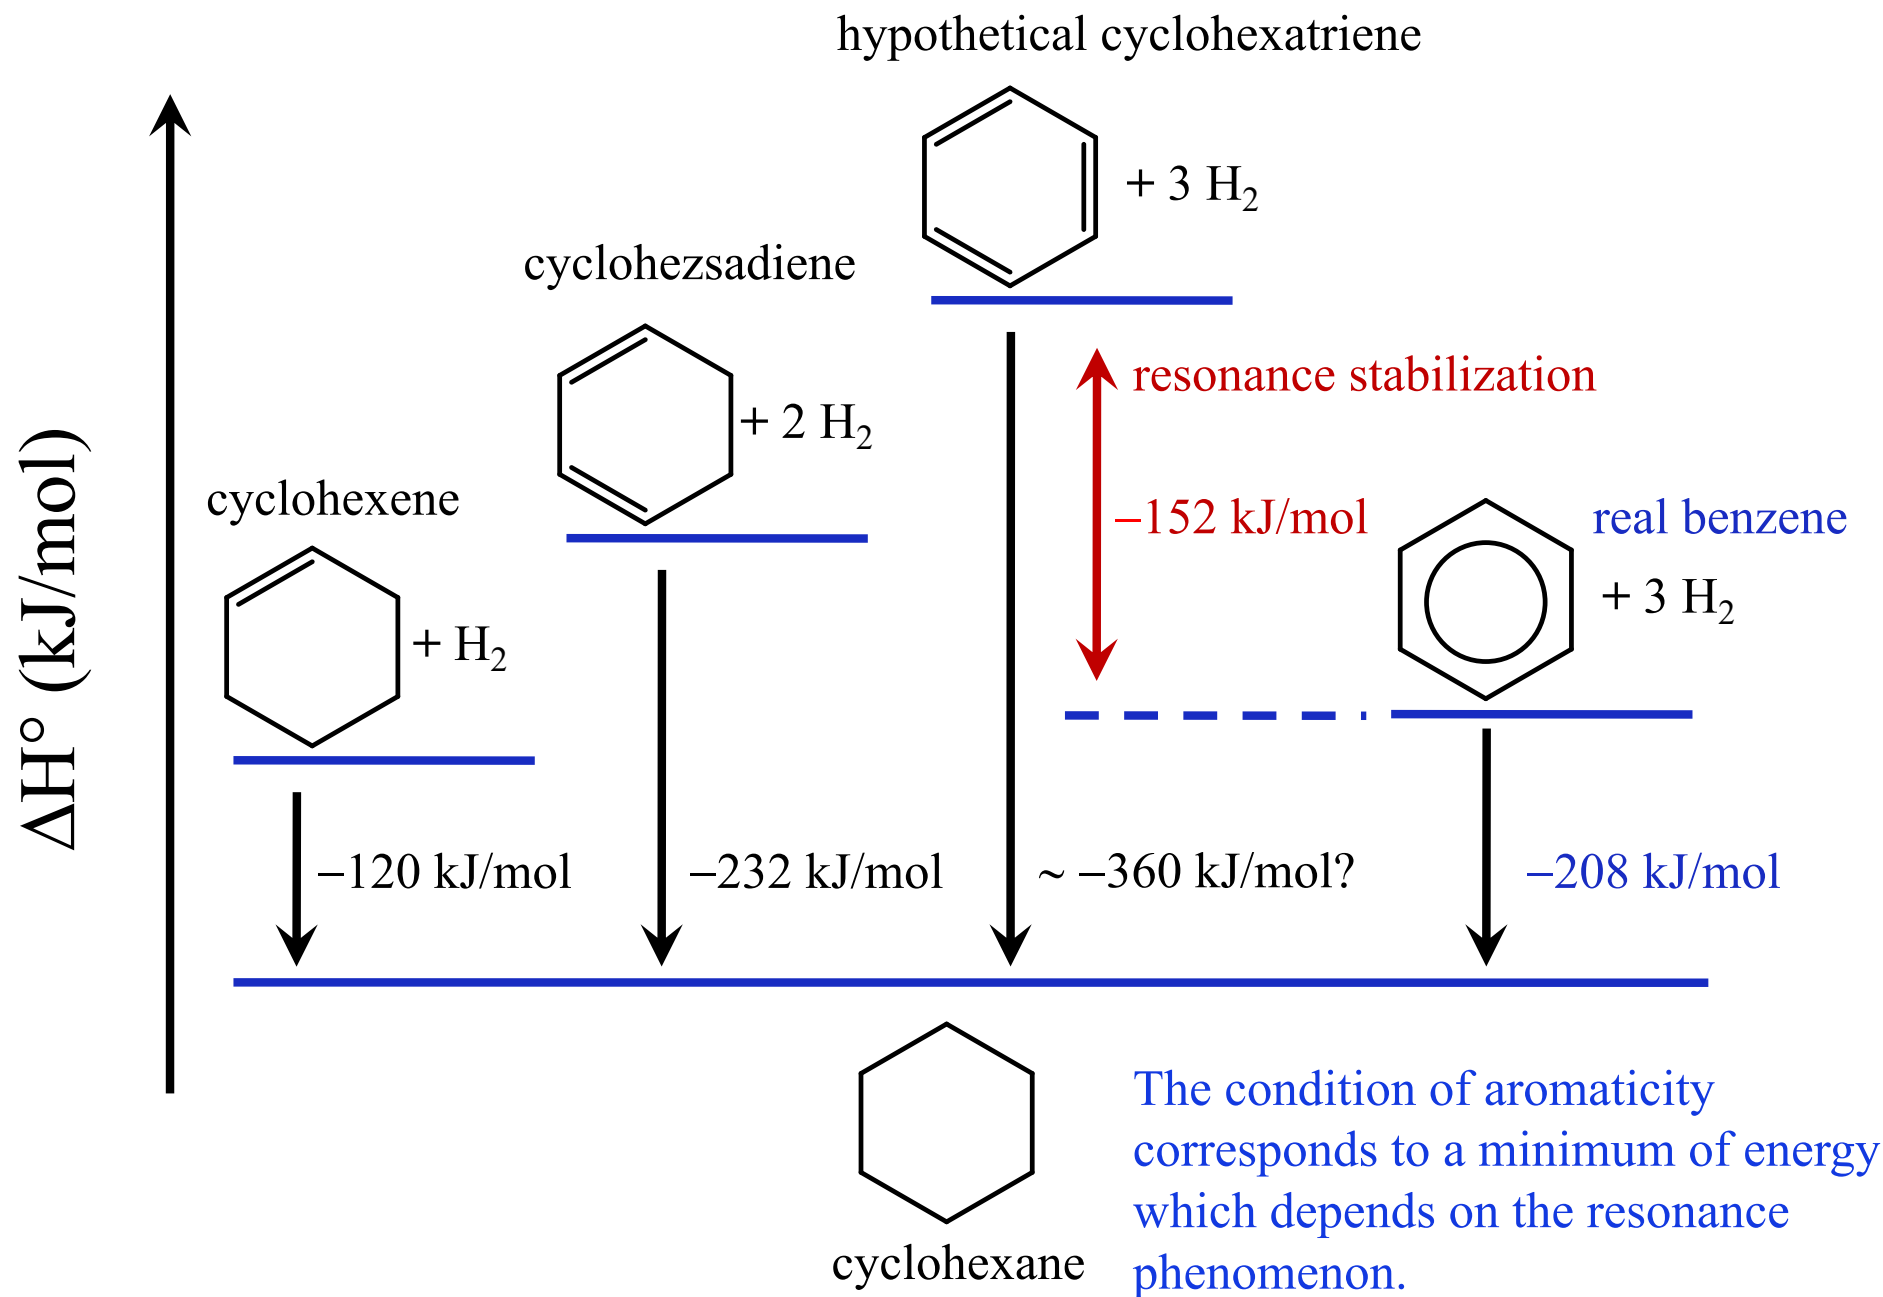 hypothetical cyclohexatriene
+ 3 H₂
cyclohezsadiene
+ 2 H₂
resonance stabilization
−152 kJ/mol
real benzene
+ 3 H₂
cyclohexene
+ H₂
ΔH° (kJ/mol)
−120 kJ/mol
−232 kJ/mol
~ −360 kJ/mol?
−208 kJ/mol
cyclohexane
The condition of aromaticity
corresponds to a minimum of energy
which depends on the resonance
phenomenon.